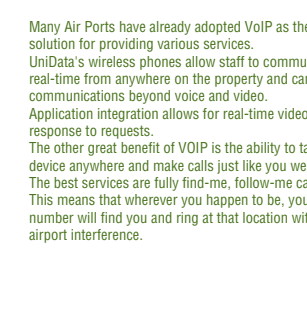 Many Air Ports have already adopted VoIP as the
solution for providing various services.
UniData's wireless phones allow staff to commu
real-time from anywhere on the property and ca
communications beyond voice and video.
Application integration allows for real-time video
response to requests.
The other great benefit of VOIP is the ability to ta
device anywhere and make calls just like you we
The best services are fully find-me, follow-me ca
This means that wherever you happen to be, you
number will find you and ring at that location wi
airport interference.